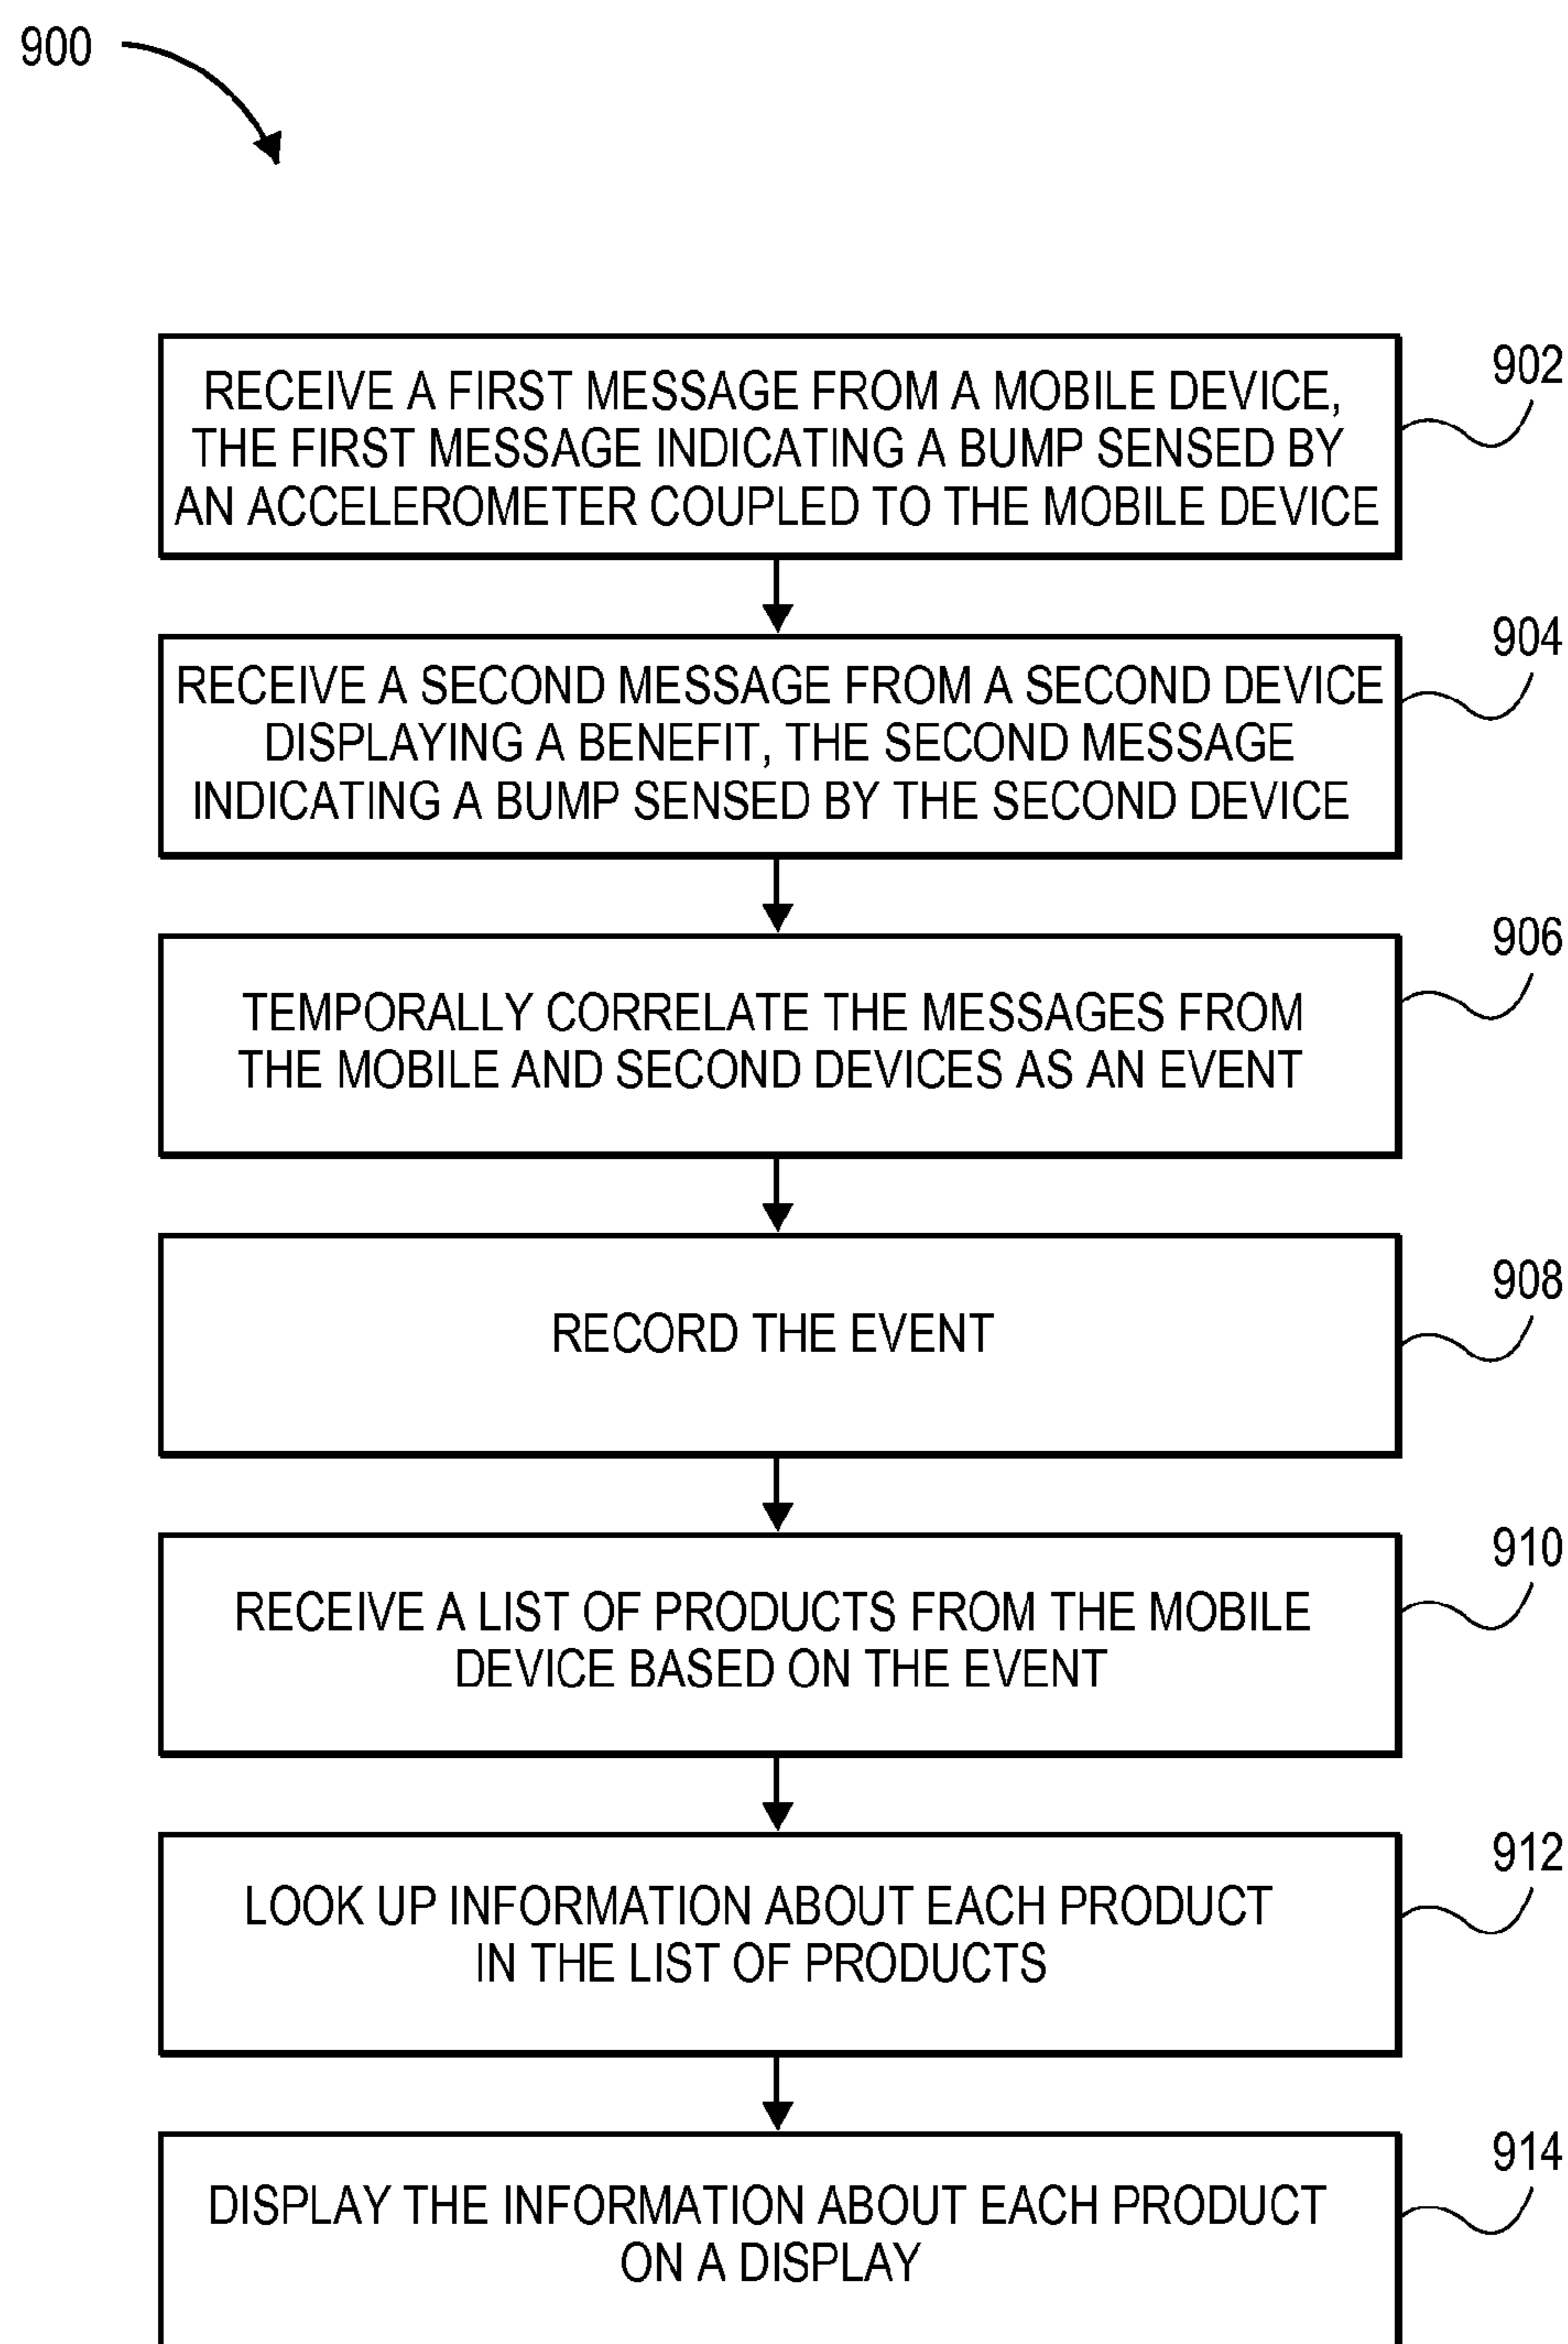 900
RECEIVE A FIRST MESSAGE FROM A MOBILE DEVICE,
THE FIRST MESSAGE INDICATING A BUMP SENSED BY
AN ACCELEROMETER COUPLED TO THE MOBILE DEVICE
902
RECEIVE A SECOND MESSAGE FROM A SECOND DEVICE
DISPLAYING A BENEFIT, THE SECOND MESSAGE
INDICATING A BUMP SENSED BY THE SECOND DEVICE
904
TEMPORALLY CORRELATE THE MESSAGES FROM
THE MOBILE AND SECOND DEVICES AS AN EVENT
906
RECORD THE EVENT
908
RECEIVE A LIST OF PRODUCTS FROM THE MOBILE
DEVICE BASED ON THE EVENT
910
LOOK UP INFORMATION ABOUT EACH PRODUCT
IN THE LIST OF PRODUCTS
912
DISPLAY THE INFORMATION ABOUT EACH PRODUCT
ON A DISPLAY
914